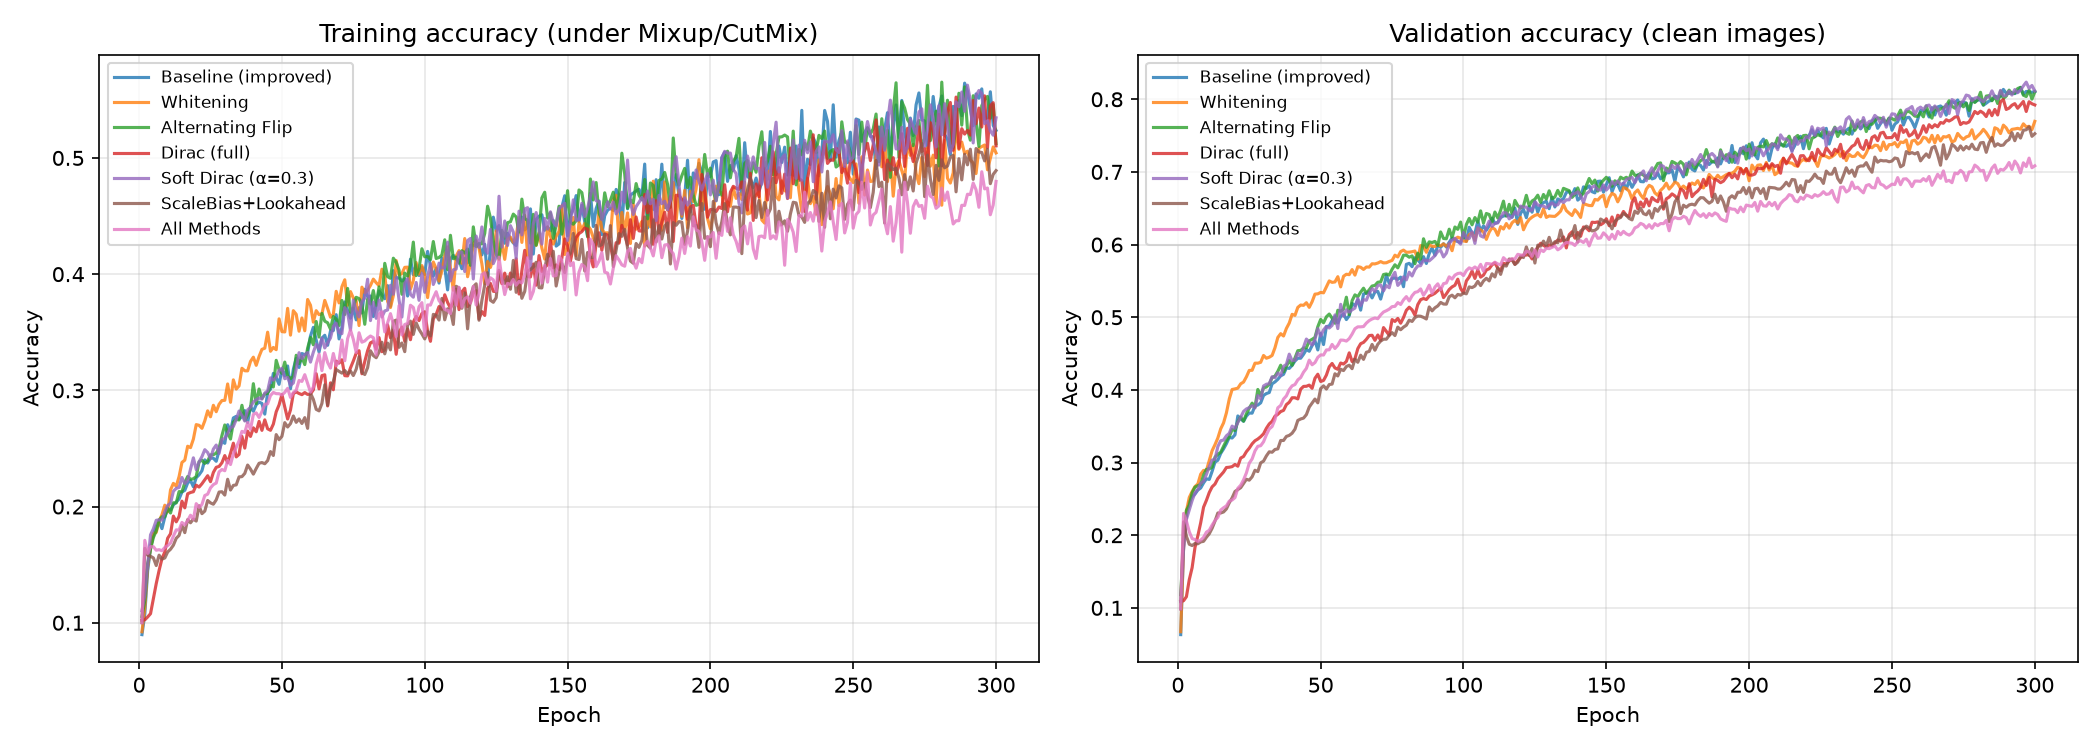 Training accuracy (under Mixup/CutMix)
Baseline (improved)
Whitening
Alternating Flip
Dirac (full)
Soft Dirac (α=0.3)
ScaleBias+Lookahead
All Methods
Accuracy
0.5
0.4
0.3
0.2
0.1
0 50 100 150 200 250 300
Epoch
Validation accuracy (clean images)
Baseline (improved)
Whitening
Alternating Flip
Dirac (full)
Soft Dirac (α=0.3)
ScaleBias+Lookahead
All Methods
Accuracy
0.8
0.7
0.6
0.5
0.4
0.3
0.2
0.1
0 50 100 150 200 250 300
Epoch